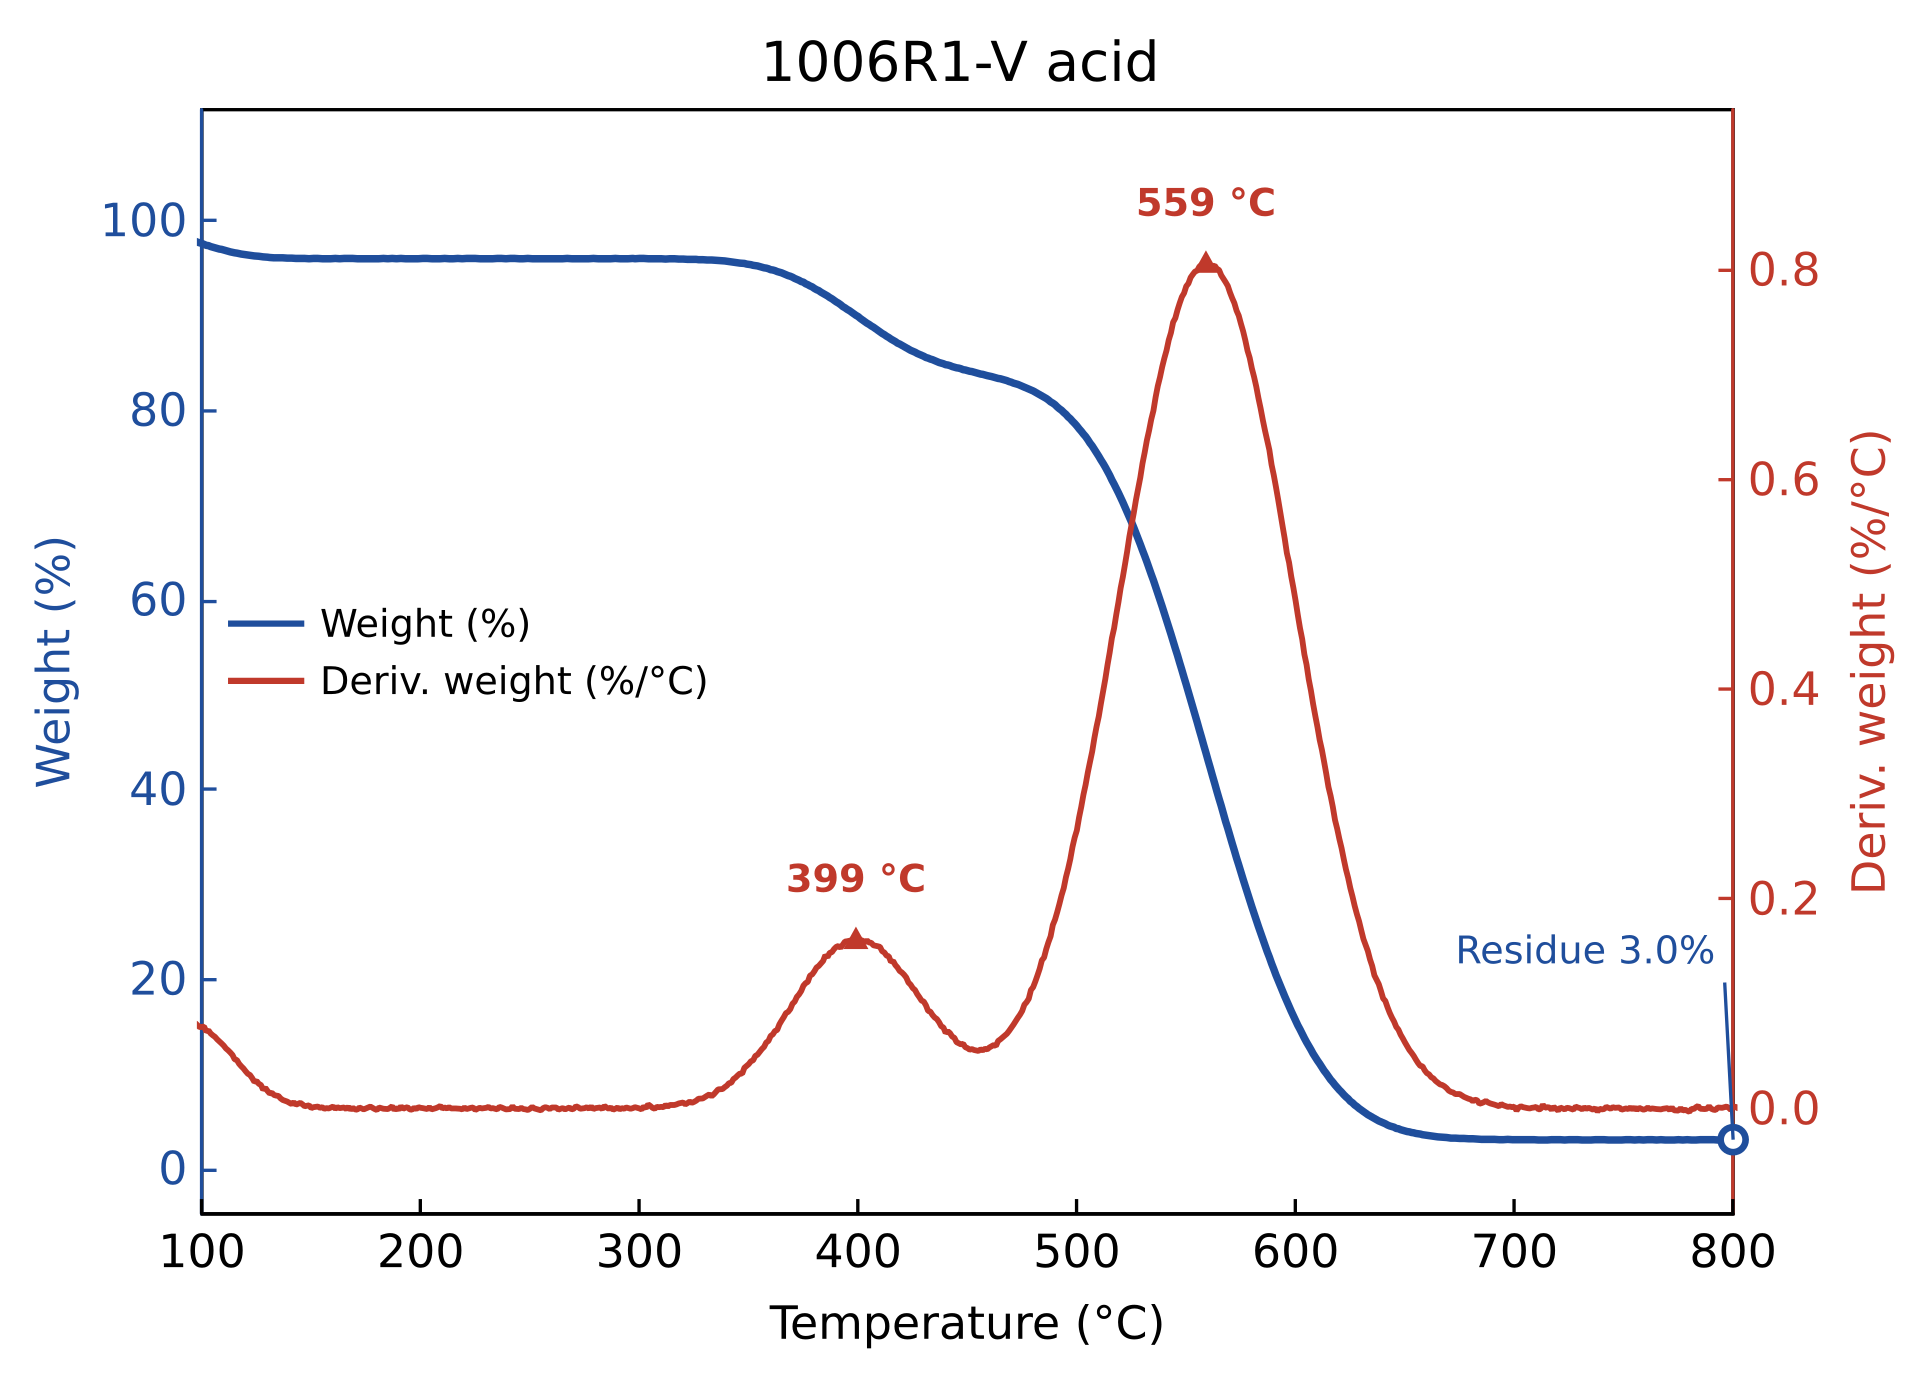 1006R1-V acid
559 °C
100
0.8
80
0.6
60
Weight (%)
Deriv. weight (%/°C)
Weight (%)
Deriv. weight (%/°C)
0.4
40
399 °C
0.2
Residue 3.0%
20
0.0
0
100 200 300 400 500 600 700 800
Temperature (°C)